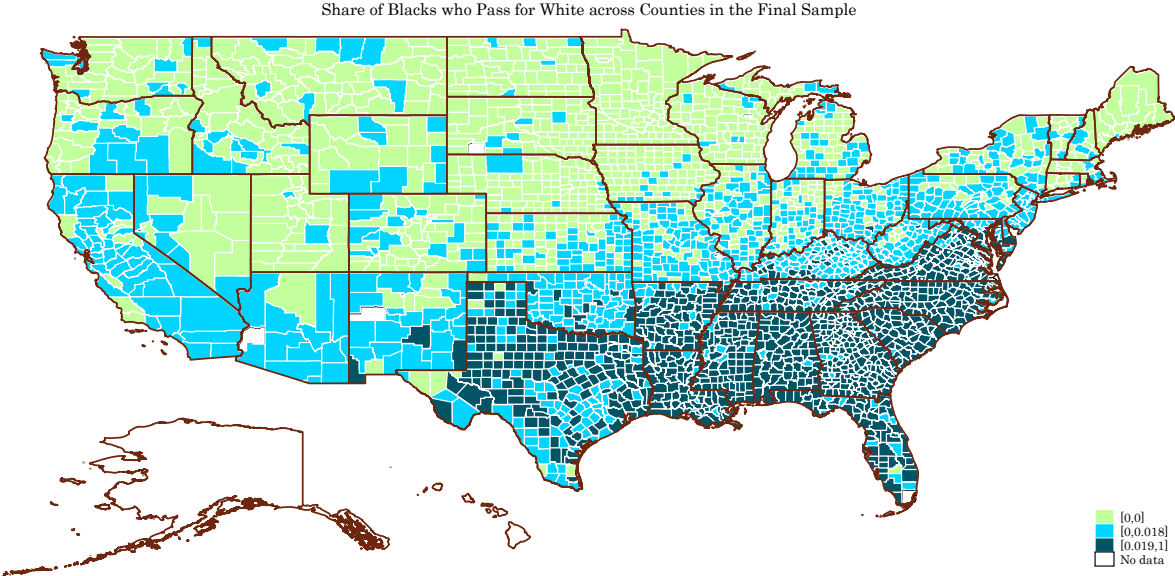 Share of Blacks who Pass for White across Counties in the Final Sample
[0,0]
[0,0.018]
[0.019,1]
No data